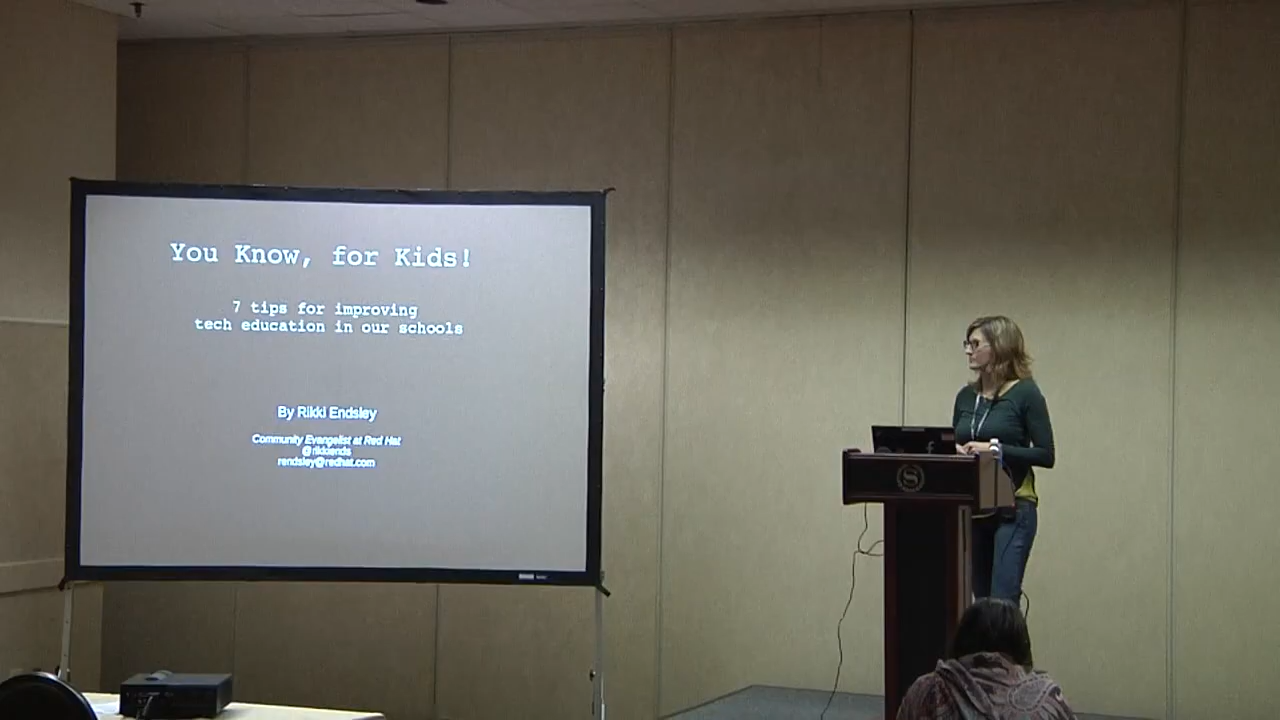 You Know, for Kids!
7 tips for improving
tech education in our schools
By Rikki Endsley
Community Evangelist at Red Hat
@rikkiends
rendsley@redhat.com